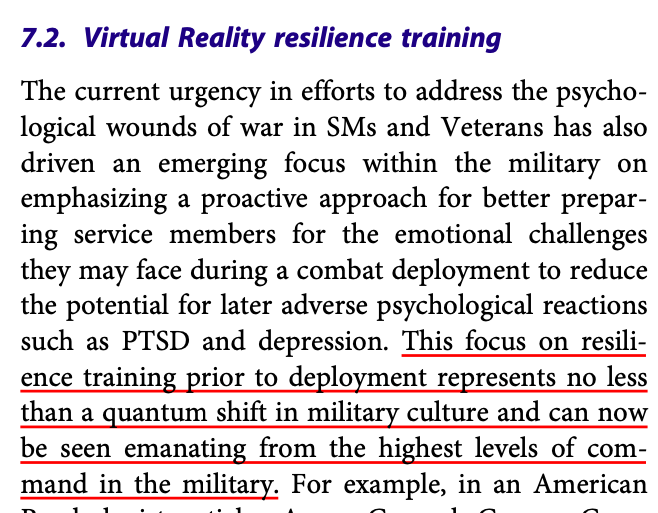 7.2. Virtual Reality resilience training
The current urgency in efforts to address the psycho-
logical wounds of war in SMs and Veterans has also
driven an emerging focus within the military on
emphasizing a proactive approach for better prepar-
ing service members for the emotional challenges
they may face during a combat deployment to reduce
the potential for later adverse psychological reactions
such as PTSD and depression. This focus on resili-
ence training prior to deployment represents no less
than a quantum shift in military culture and can now
be seen emanating from the highest levels of com-
mand in the military. For example, in an American